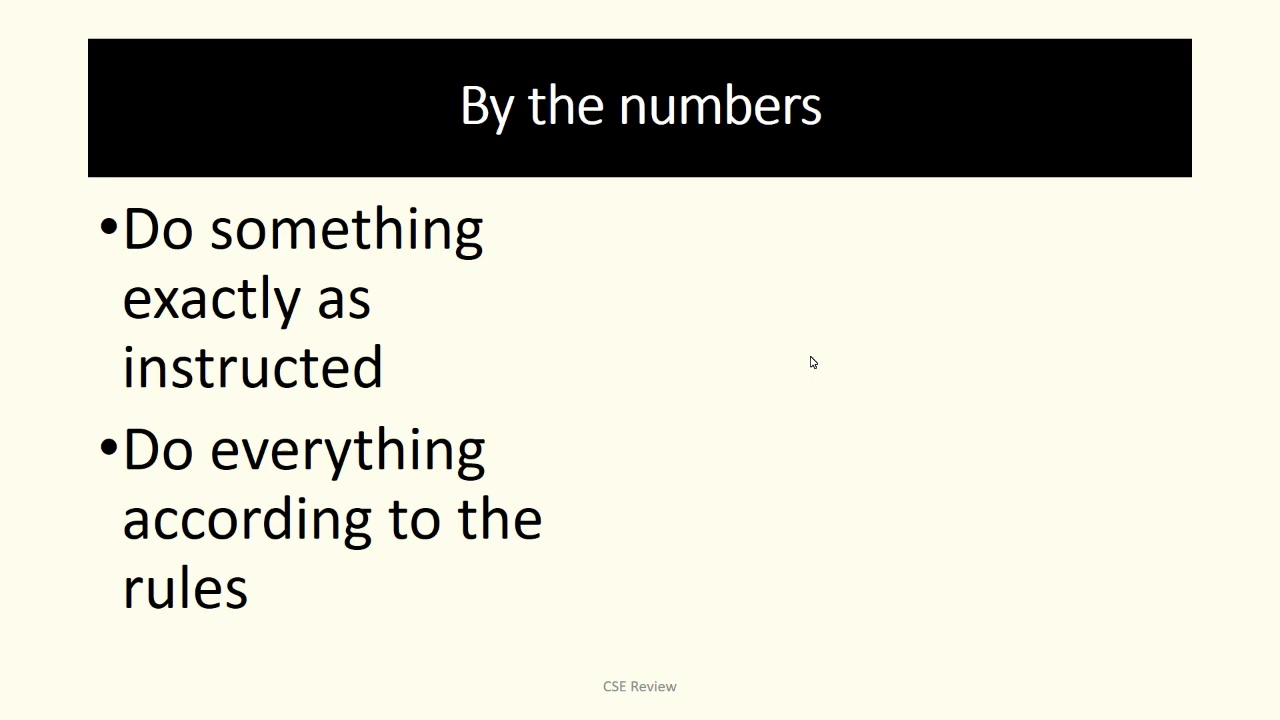 By the numbers
•Do something
exactly as
instructed
•Do everything
according to the
rules
CSE Review